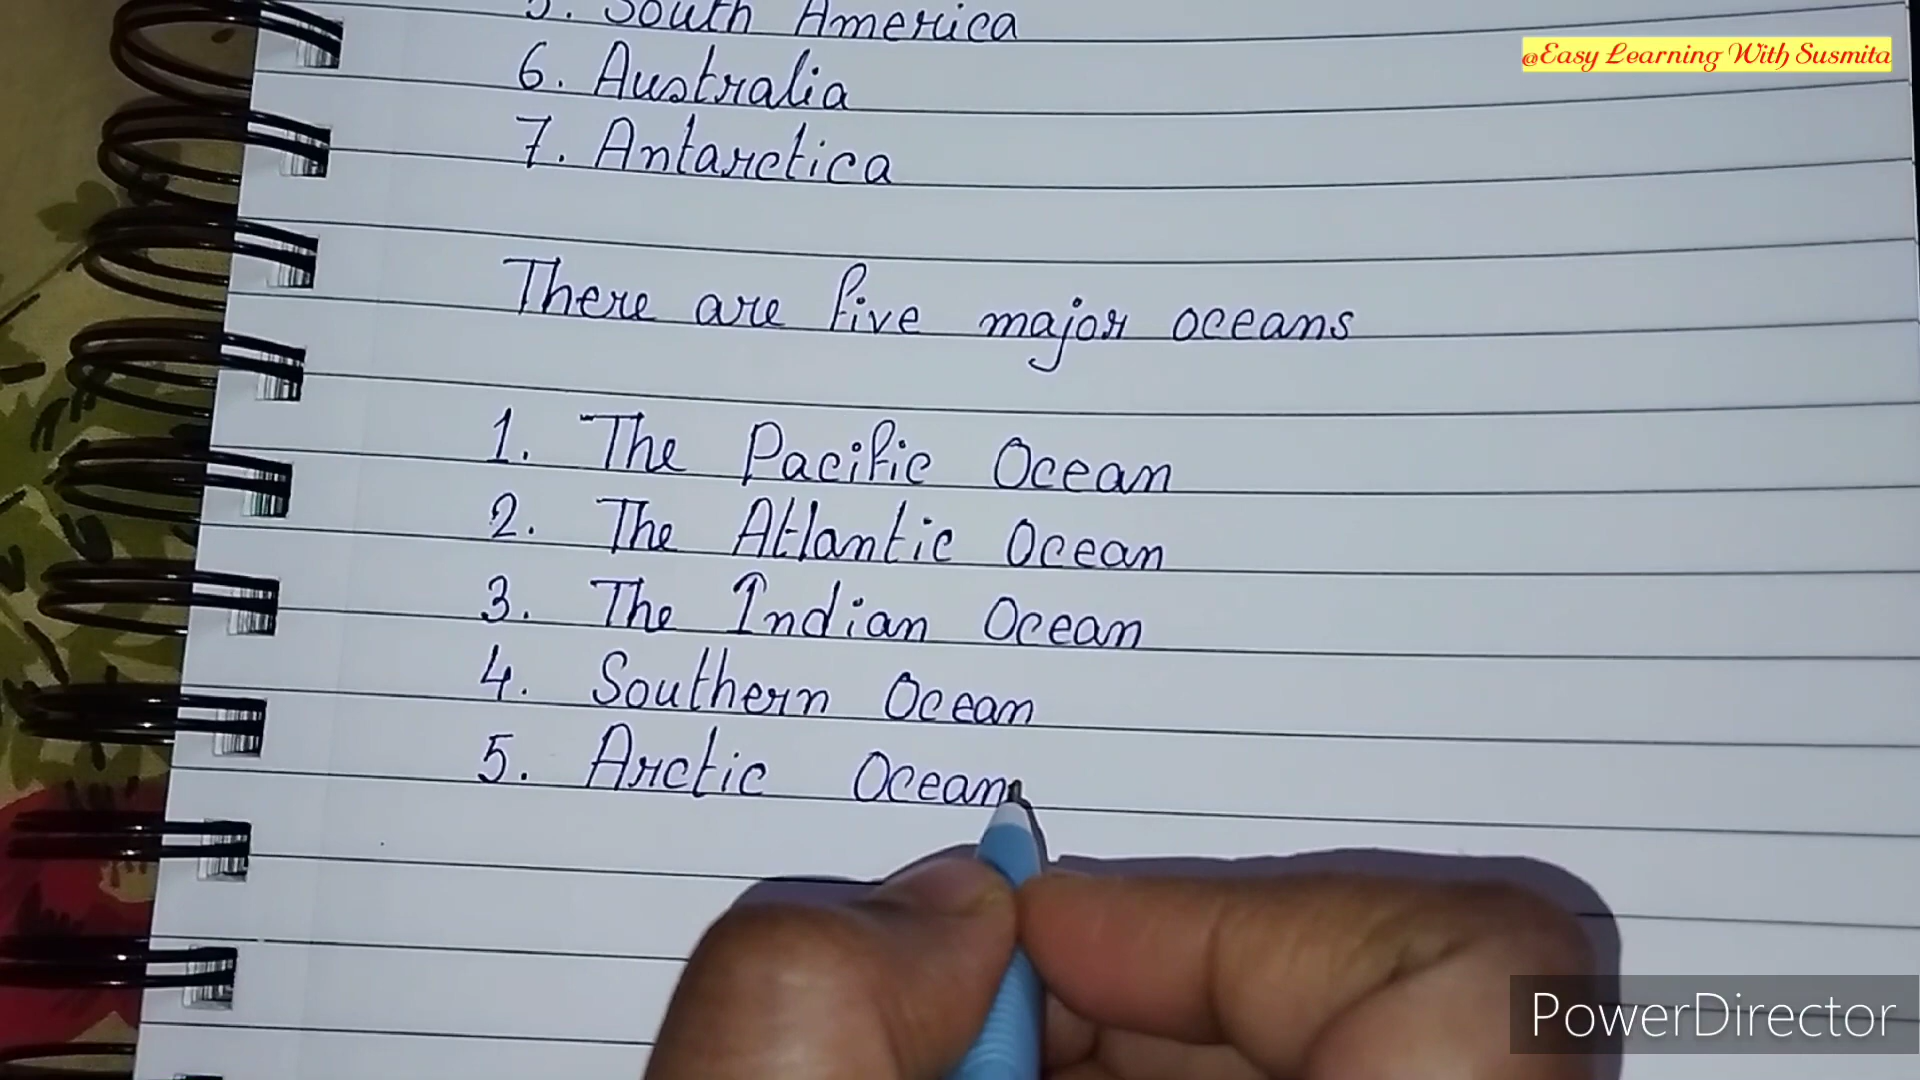 5. South America
@Easy Learning With Susmita
6. Australia
7. Antarctica
There are five major oceans
1. The Pacific Ocean
2. The Atlantic Ocean
3. The Indian Ocean
4. Southern Ocean
5. Arctic Ocean
PowerDirector